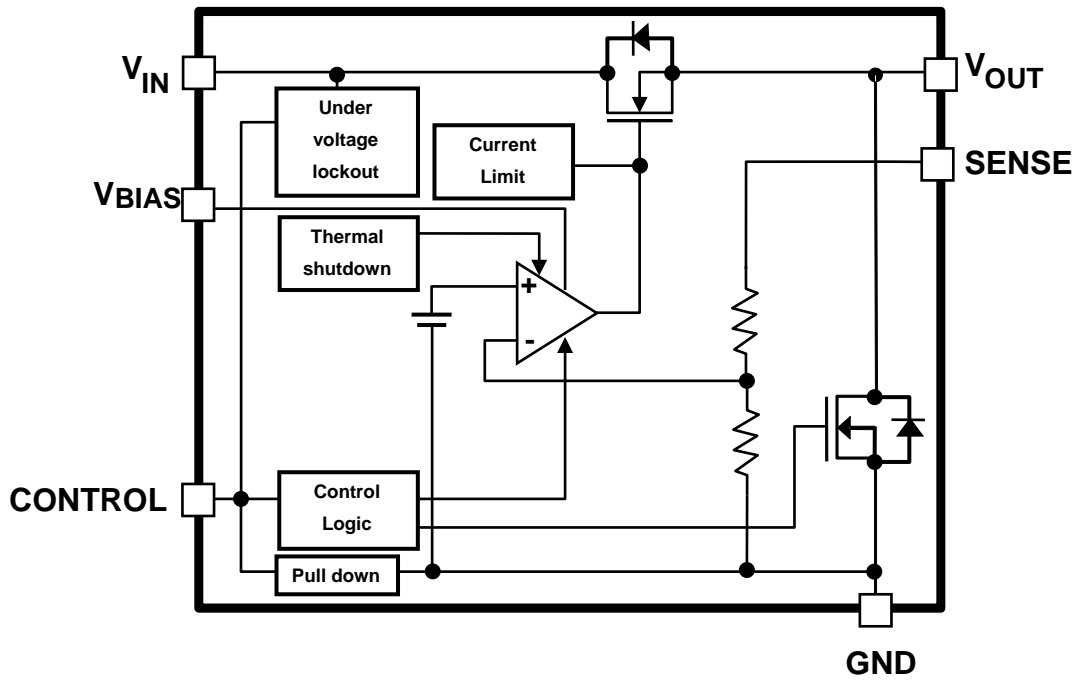 VIN
VOUT
Under
voltage
lockout
Current
Limit
SENSE
VBIAS
Thermal
shutdown
+
-
CONTROL
Control
Logic
Pull down
GND